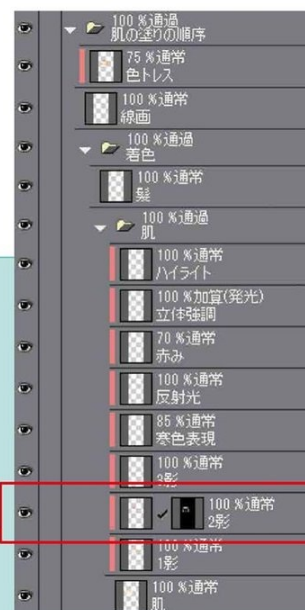 100 %通過
肌の塗りの順序
75 %通常
色トレス
100 %通常
線画
100 %通過
着色
100 %通常
髪
100 %通過
肌
100 %通常
ハイライト
100 %加算(発光)
立体強調
70 %通常
赤み
100 %通常
反射光
85 %通常
寒色表現
100 %通常
3影
100 %通常
2影
100 %通常
1影
100 %通常
肌